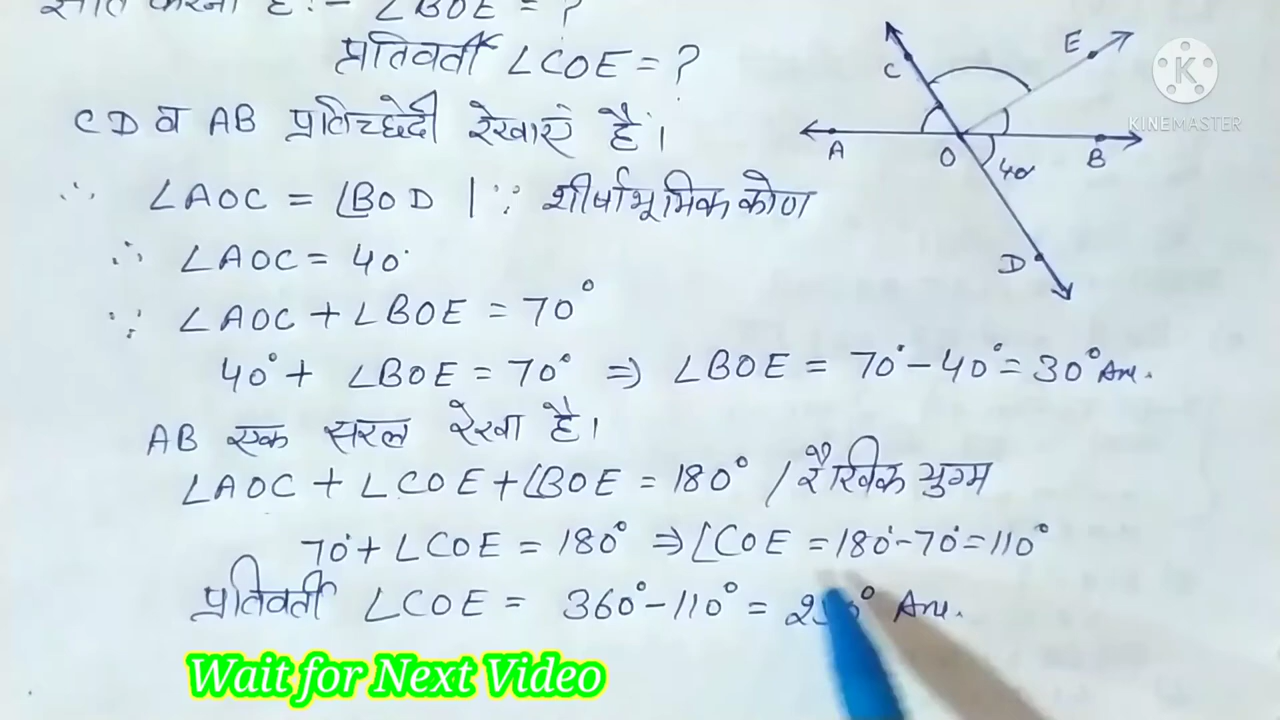 ज्ञात करना है :- ∠BOE = ?
प्रतिवर्ती ∠COE = ?
CD व AB प्रतिच्छेदी रेखाएं है।
∴ ∠AOC = ∠BOD | ∵ शीर्षाभूमिक कोण
∴ ∠AOC = 40°
∵ ∠AOC + ∠BOE = 70°
40° + ∠BOE = 70° ⇒ ∠BOE = 70° - 40° = 30° Ans.
AB एक सरल रेखा है।
∠AOC + ∠COE + ∠BOE = 180° / रैखिक युग्म
70° + ∠COE = 180° ⇒ ∠COE = 180° - 70° = 110°
प्रतिवर्ती ∠COE = 360° - 110° = Ans.
C
E
A
O
B
40°
D
K
KINEMASTER
Wait for Next Video